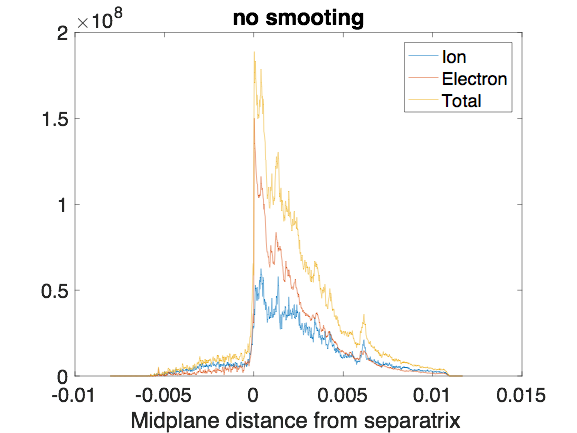 no smooting
×10^8
2
1.5
1
0.5
0
Ion
Electron
Total
-0.01 -0.005 0 0.005 0.01 0.015
Midplane distance from separatrix